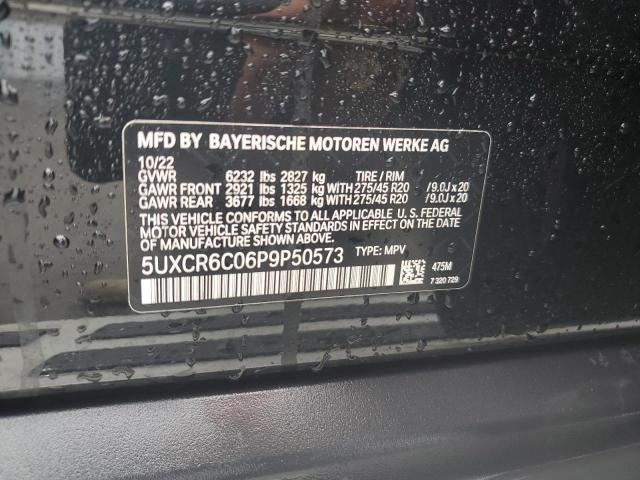 MFD BY BAYERISCHE MOTOREN WERKE AG
10/22
GVWR 6232 lbs 2827 kg TIRE / RIM
GAWR FRONT 2921 lbs 1325 kg WITH 275/45 R20 / 9.0J x 20
GAWR REAR 3677 lbs 1668 kg WITH 275/45 R20 / 9.0J x 20
THIS VEHICLE CONFORMS TO ALL APPLICABLE U. S. FEDERAL
MOTOR VEHICLE SAFETY STANDARDS IN EFFECT ON THE DATE
OF MANUFACTURE SHOWN ABOVE.
5UXCR6C06P9P50573 TYPE: MPV
475M
7 320 729